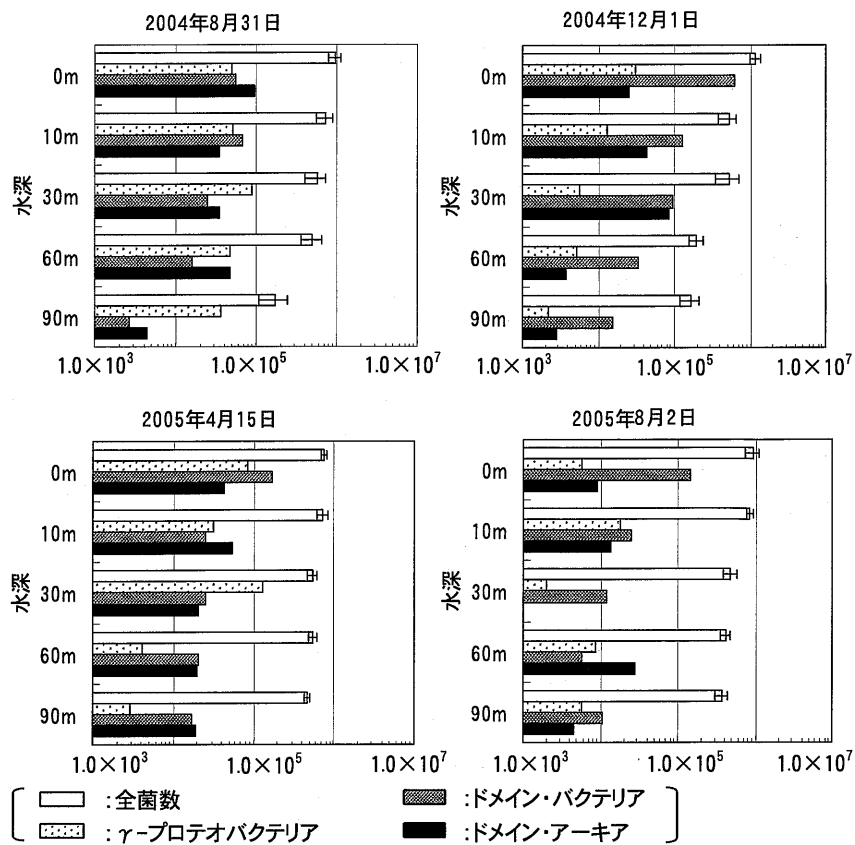 2004年8月31日
0m
10m
30m
60m
90m
水深
1.0×10³
1.0×10⁵
1.0×10⁷
2004年12月1日
0m
10m
30m
60m
90m
水深
1.0×10³
1.0×10⁵
1.0×10⁷
2005年4月15日
0m
10m
30m
60m
90m
水深
1.0×10³
1.0×10⁵
1.0×10⁷
2005年8月2日
0m
10m
30m
60m
90m
水深
1.0×10³
1.0×10⁵
1.0×10⁷
:全菌数
:ドメイン・バクテリア
:γ-プロテオバクテリア
:ドメイン・アーキア